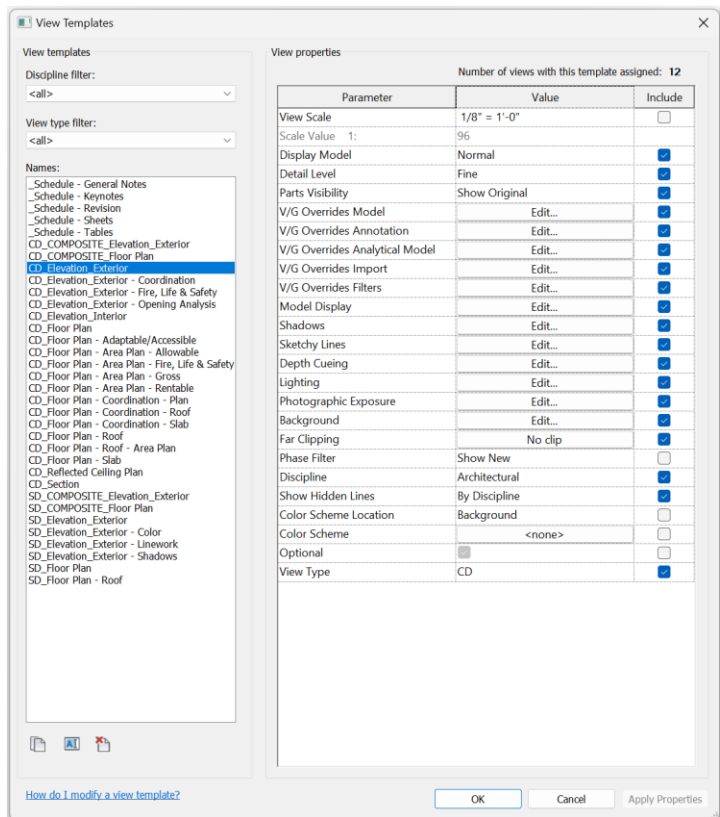 View Templates
View templates
Discipline filter:
<all>
View type filter:
<all>
Names:
_Schedule - General Notes
_Schedule - Keynotes
_Schedule - Revision
_Schedule - Sheets
_Schedule - Tables
CD_COMPOSITE_Elevation_Exterior
CD_COMPOSITE_Floor Plan
CD_Elevation_Exterior
CD_Elevation_Exterior - Coordination
CD_Elevation_Exterior - Fire, Life & Safety
CD_Elevation_Exterior - Opening Analysis
CD_Elevation_Interior
CD_Floor Plan
CD_Floor Plan - Adaptable/Accessible
CD_Floor Plan - Area Plan - Allowable
CD_Floor Plan - Area Plan - Fire, Life & Safety
CD_Floor Plan - Area Plan - Gross
CD_Floor Plan - Area Plan - Rentable
CD_Floor Plan - Coordination - Plan
CD_Floor Plan - Coordination - Roof
CD_Floor Plan - Coordination - Slab
CD_Floor Plan - Roof
CD_Floor Plan - Roof - Area Plan
CD_Floor Plan - Slab
CD_Reflected Ceiling Plan
CD_Section
SD_COMPOSITE_Elevation_Exterior
SD_COMPOSITE_Floor Plan
SD_Elevation_Exterior
SD_Elevation_Exterior - Color
SD_Elevation_Exterior - Linework
SD_Elevation_Exterior - Shadows
SD_Floor Plan
SD_Floor Plan - Roof
AI
How do I modify a view template?
View properties
Number of views with this template assigned: 12
Parameter Value Include
View Scale 1/8" = 1'-0"
Scale Value 1: 96
Display Model Normal
Detail Level Fine
Parts Visibility Show Original
V/G Overrides Model Edit...
V/G Overrides Annotation Edit...
V/G Overrides Analytical Model Edit...
V/G Overrides Import Edit...
V/G Overrides Filters Edit...
Model Display Edit...
Shadows Edit...
Sketchy Lines Edit...
Depth Cueing Edit...
Lighting Edit...
Photographic Exposure Edit...
Background Edit...
Far Clipping No clip
Phase Filter Show New
Discipline Architectural
Show Hidden Lines By Discipline
Color Scheme Location Background
Color Scheme <none>
Optional
View Type CD
OK Cancel Apply Properties